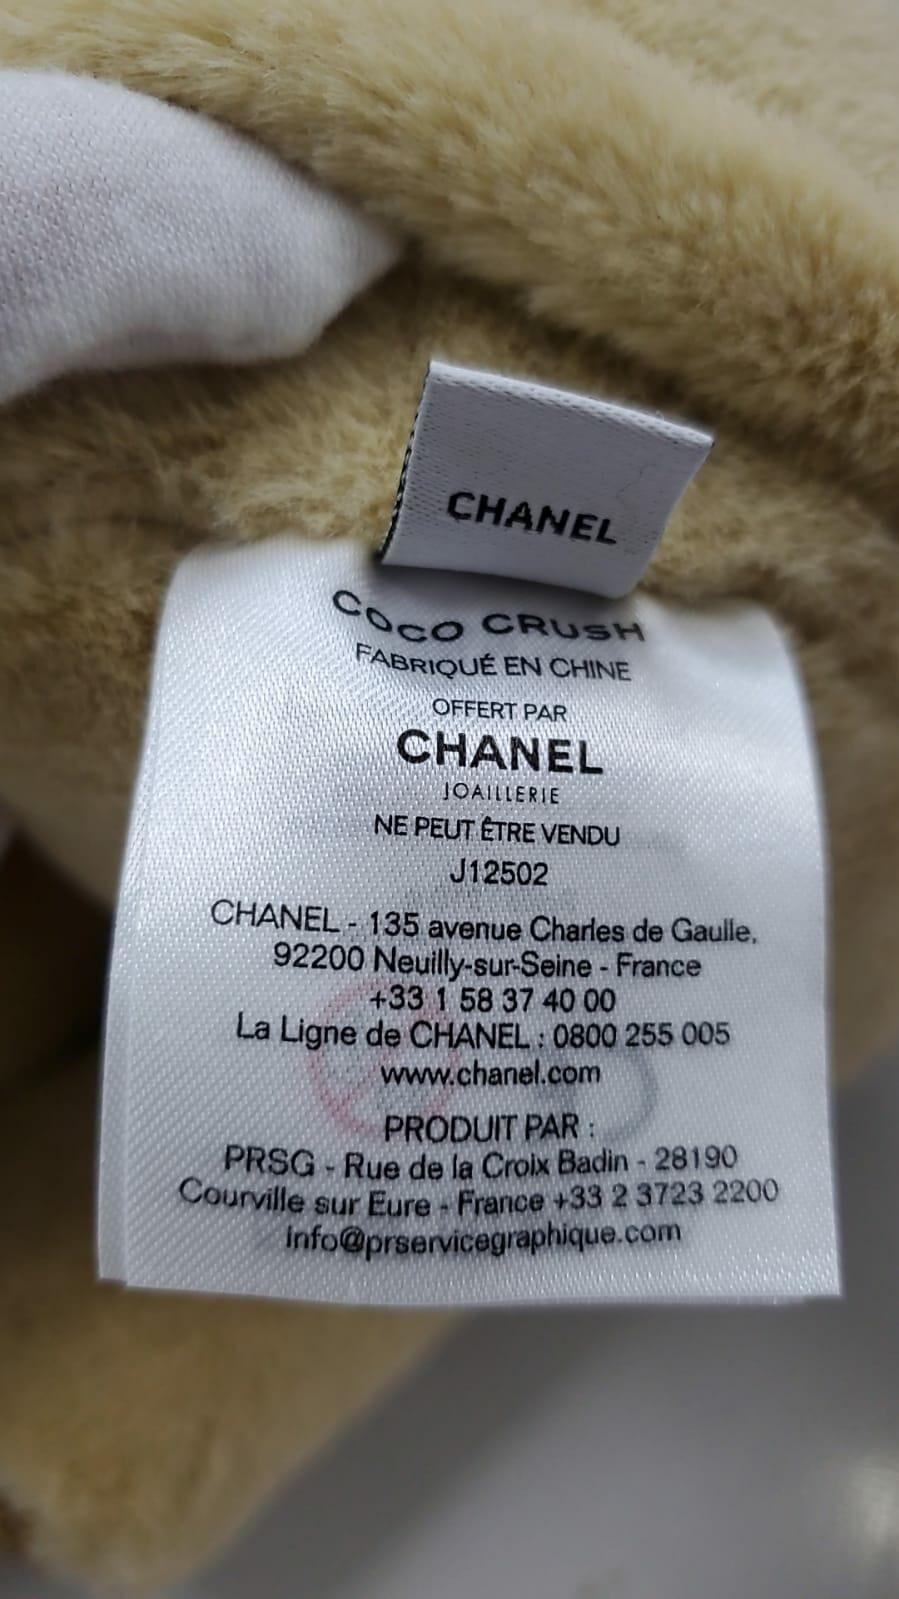 CHANEL
COCO CRUSH
FABRIQUÉ EN CHINE
OFFERT PAR
CHANEL
JOAILLERIE
NE PEUT ÊTRE VENDU
J12502
CHANEL - 135 avenue Charles de Gaulle,
92200 Neuilly-sur-Seine - France
+33 1 58 37 40 00
La Ligne de CHANEL : 0800 255 005
www.chanel.com
PRODUIT PAR :
PRSG - Rue de la Croix Badin - 28190
Courville sur Eure - France +33 2 3723 2200
info@prservicegraphique.com